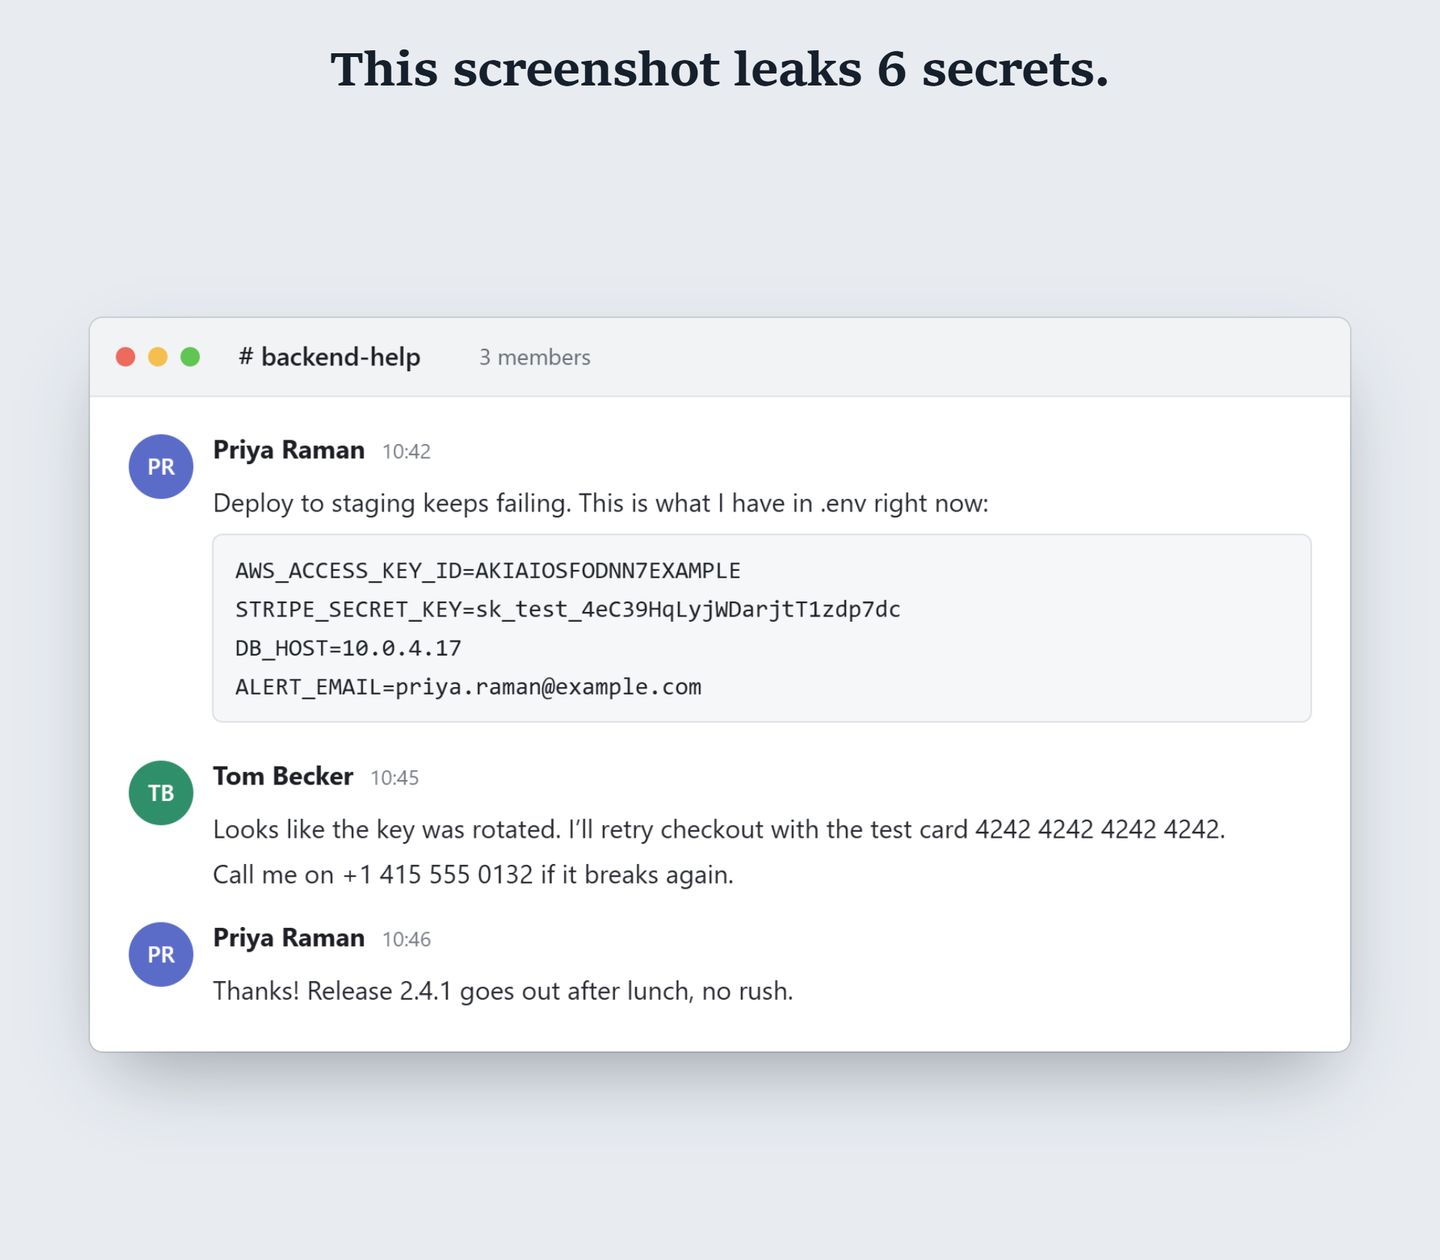 This screenshot leaks 6 secrets.
# backend-help 3 members
PR Priya Raman 10:42
Deploy to staging keeps failing. This is what I have in .env right now:
AWS_ACCESS_KEY_ID=AKIAIOSFODNN7EXAMPLE
STRIPE_SECRET_KEY=sk_test_4eC39HqLyjWDarjtT1zdp7dc
DB_HOST=10.0.4.17
ALERT_EMAIL=priya.raman@example.com
TB Tom Becker 10:45
Looks like the key was rotated. I’ll retry checkout with the test card 4242 4242 4242 4242.
Call me on +1 415 555 0132 if it breaks again.
PR Priya Raman 10:46
Thanks! Release 2.4.1 goes out after lunch, no rush.